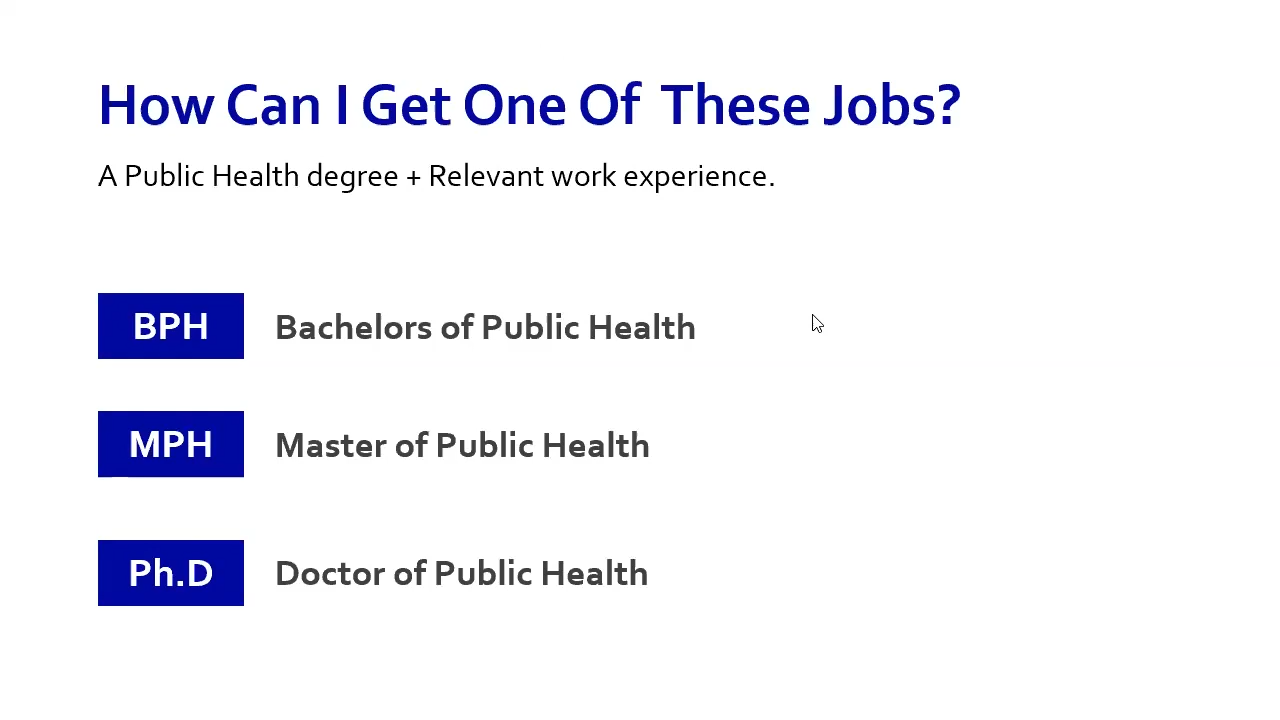 How Can I Get One Of These Jobs?
A Public Health degree + Relevant work experience.
BPH Bachelors of Public Health
MPH Master of Public Health
Ph.D Doctor of Public Health